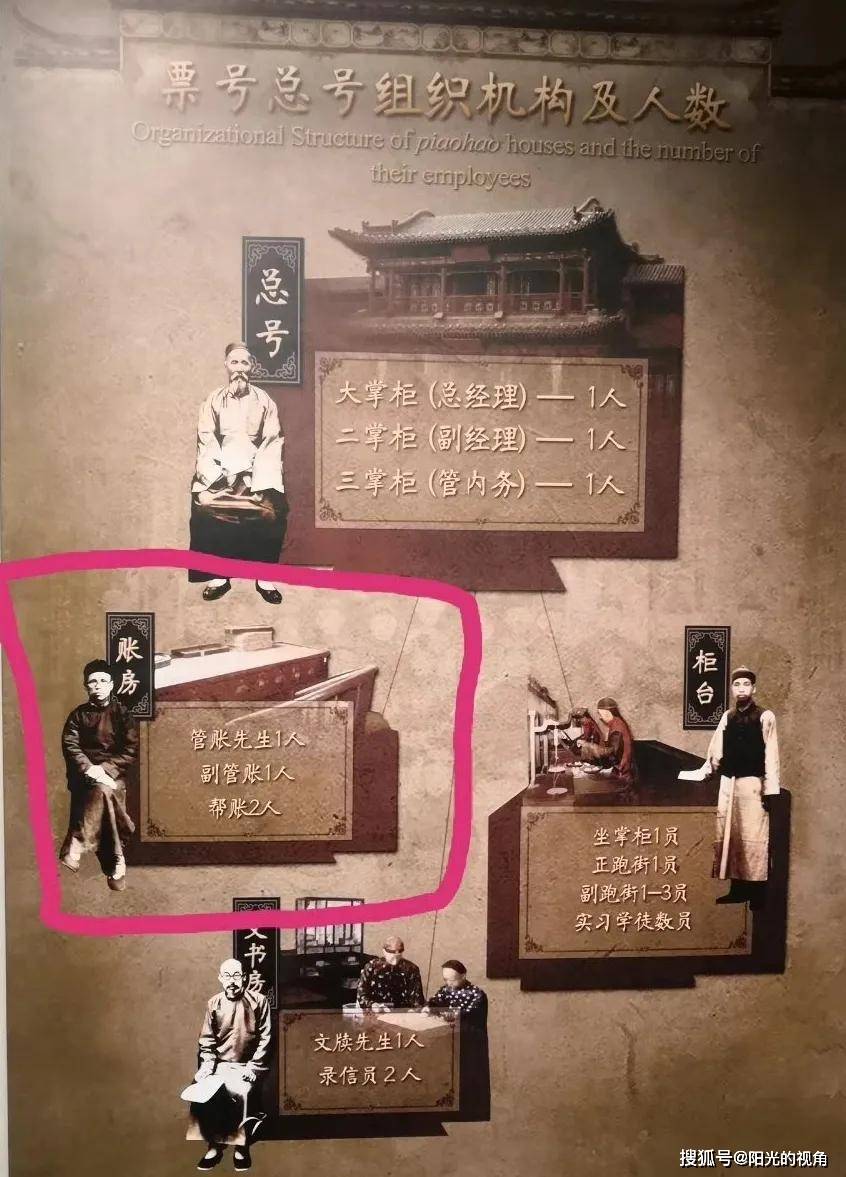 票号总号组织机构及人数
Organizational Structure of piaohao houses and the number of
their employees
总号
大掌柜 (总经理) — 1人
二掌柜 (副经理) — 1人
三掌柜 (管内务) — 1人
账房
管账先生1人
副管账1人
帮账2人
柜台
坐掌柜1员
正跑街1员
副跑街1—3员
实习学徒数员
文书房
文牍先生1人
录信员2人
搜狐号@阳光的视角